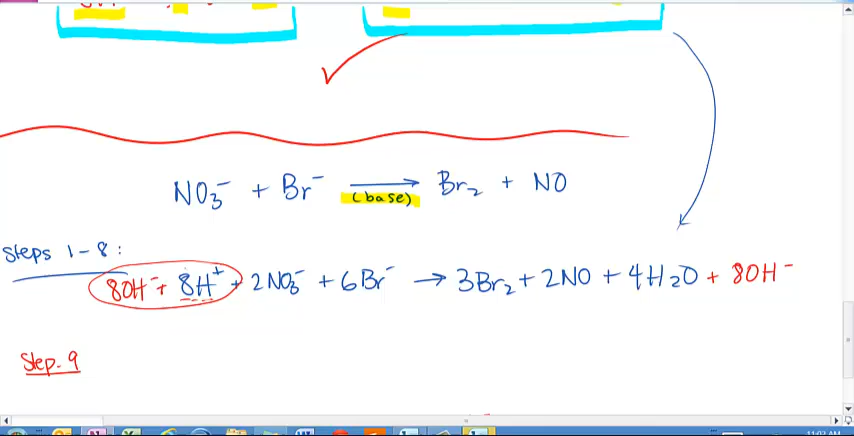 NO₃⁻ + Br⁻ ⟶ Br₂ + NO
(base)
Steps 1-8:
8OH⁻ + 8H⁺ + 2NO₃⁻ + 6Br⁻ → 3Br₂ + 2NO + 4H₂O + 8OH⁻
Step 9